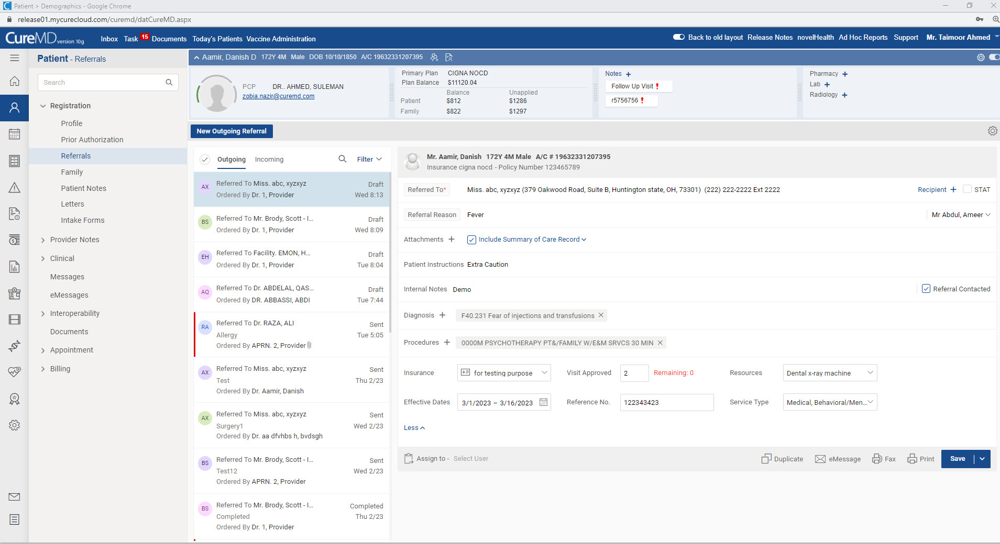 Patient > Demographics - Google Chrome
release01.mycurecloud.com/curemd/datCureMD.aspx
CureMD version 10g
Inbox Task 15 Documents Today's Patients Vaccine Administration
Back to old layout Release Notes novelHealth Ad Hoc Reports Support Mr. Taimoor Ahmed
Patient - Referrals
Search
Registration
Profile
Prior Authorization
Referrals
Family
Patient Notes
Letters
Intake Forms
Provider Notes
Clinical
Messages
eMessages
Interoperability
Documents
Appointment
Billing
Aamir, Danish D 172Y 4M Male DOB 10/10/1850 A/C 19632331207395
PCP DR.. AHMED, SULEMAN
zobia.nazir@curemd.com
Primary Plan CIGNA NOCD
Plan Balance $11120.04
Balance Unapplied
Patient $812 $1286
Family $822 $1297
Notes +
Follow Up Visit !
r5756756 !
Pharmacy +
Lab +
Radiology +
New Outgoing Referral
Outgoing Incoming Filter
AX
Referred To Miss. abc, xyzxyz Draft
Ordered By Dr. 1, Provider Wed 8:13
BS
Referred To Mr. Brody, Scott - I... Draft
Ordered By Dr. 1, Provider Wed 8:09
EH
Referred To Facility. EMON, H... Draft
Ordered By Dr. 1, Provider Tue 8:04
AQ
Referred To Dr. ABDELAL, QAS... Draft
Ordered By DR. ABBASSI, ABDI Tue 7:44
RA
Referred To Dr. RAZA, ALI Sent
Allergy Tue 5:05
Ordered By APRN. 2, Provider
AX
Referred To Miss. abc, xyzxyz Sent
Test Thu 2/23
Ordered By Dr. Aamir, Danish
AX
Referred To Miss. abc, xyzxyz Sent
Surgery1 Wed 2/23
Ordered By Dr. aa dfvhbs h, bvdsgh
BS
Referred To Mr. Brody, Scott - I... Sent
Test12 Wed 2/23
Ordered By APRN. 2, Provider
BS
Referred To Mr. Brody, Scott - I... Completed
Completed Thu 2/23
Ordered By Dr. 1, Provider
Mr. Aamir, Danish 172Y 4M Male A/C # 19632331207395
Insurance cigna nocd - Policy Number 123465789
Referred To* Miss. abc, xyzxyz (379 Oakwood Road, Suite B, Huntington state, OH, 73301) (222) 222-2222 Ext 2222 Recipient + STAT
Referral Reason Fever Mr Abdul, Ameer
Attachments + Include Summary of Care Record
Patient Instructions Extra Caution
Internal Notes Demo Referral Contacted
Diagnosis + F40.231 Fear of injections and transfusions ×
Procedures + 0000M PSYCHOTHERAPY PT&/FAMILY W/E&M SRVCS 30 MIN ×
Insurance for testing purpose Visit Approved 2 Remaining: 0 Resources Dental x-ray machine
Effective Dates 3/1/2023 – 3/16/2023 Reference No. 122343423 Service Type Medical, Behavioral/Men...
Less
Assign to - Select User Duplicate eMessage Fax Print Save